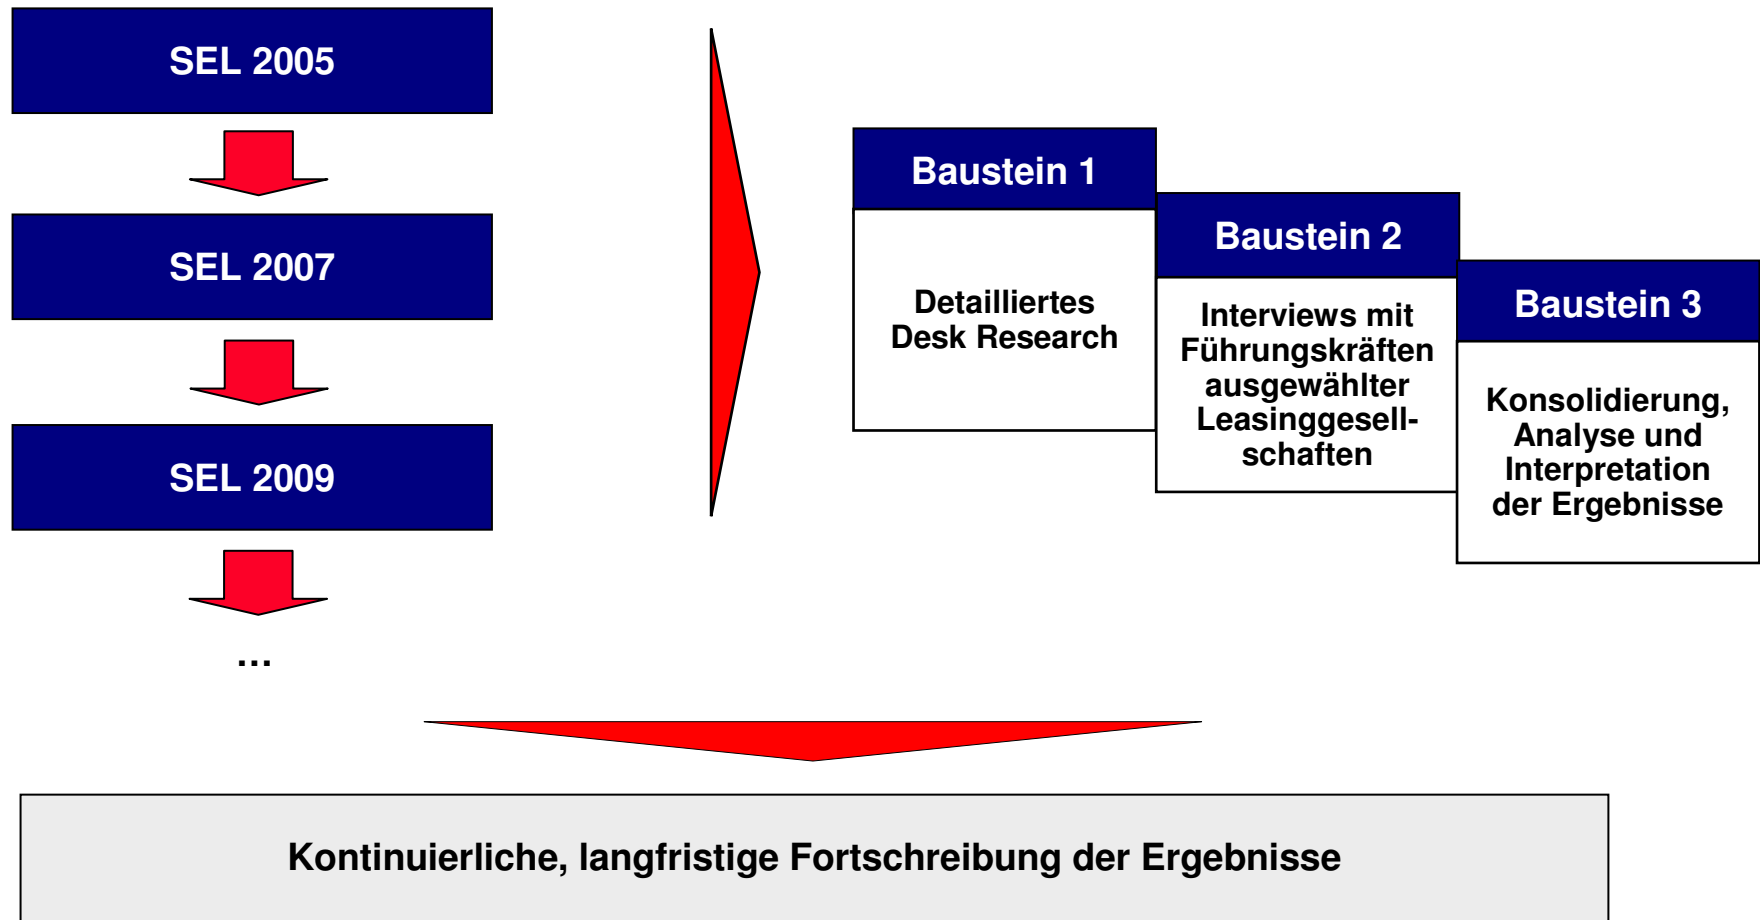 SEL 2005
SEL 2007
SEL 2009
...
Baustein 1
Detailliertes
Desk Research
Baustein 2
Interviews mit
Führungskräften
ausgewählter
Leasinggesell-
schaften
Baustein 3
Konsolidierung,
Analyse und
Interpretation
der Ergebnisse
Kontinuierliche, langfristige Fortschreibung der Ergebnisse